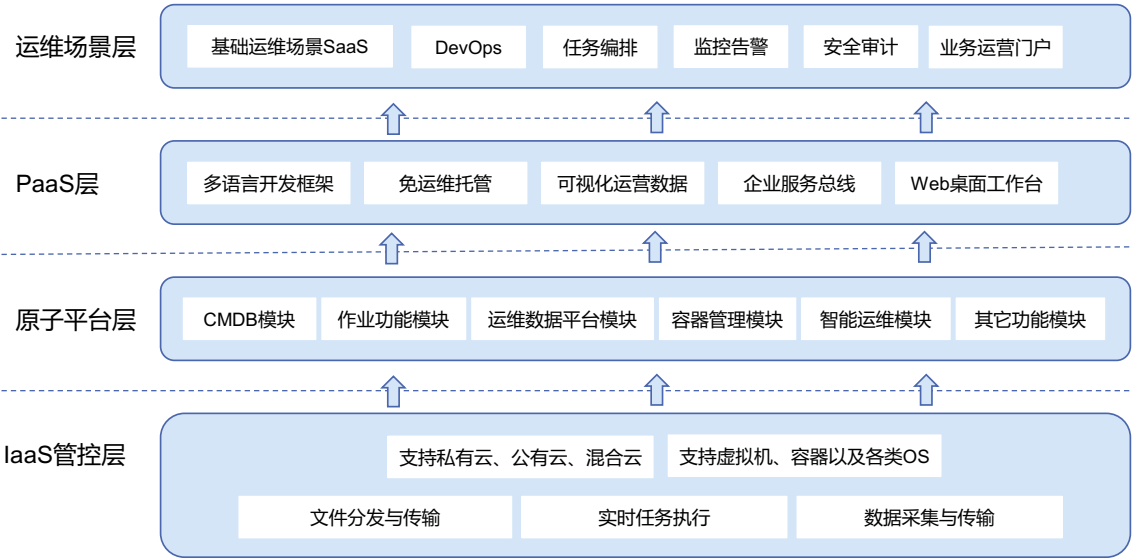 运维场景层
基础运维场景SaaS
DevOps
任务编排
监控告警
安全审计
业务运营门户
PaaS层
多语言开发框架
免运维托管
可视化运营数据
企业服务总线
Web桌面工作台
原子平台层
CMDB模块
作业功能模块
运维数据平台模块
容器管理模块
智能运维模块
其它功能模块
IaaS管控层
支持私有云、公有云、混合云
支持虚拟机、容器以及各类OS
文件分发与传输
实时任务执行
数据采集与传输